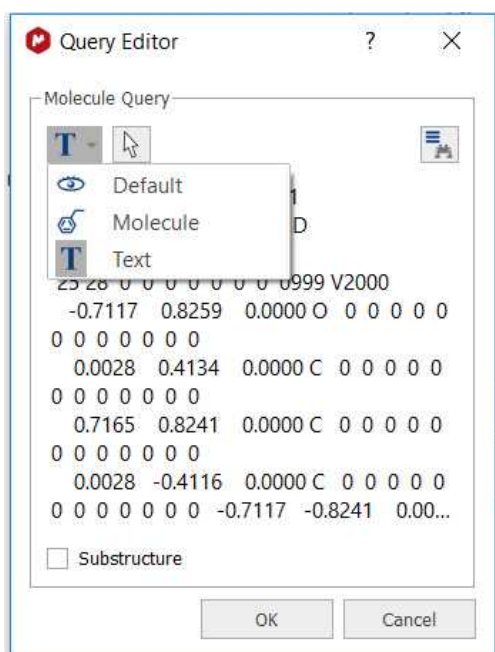 Query Editor ? ×
Molecule Query
T
Default
1
Molecule
D
T Text
25 28 0 0 0 0 0 0 0 0999 V2000
-0.7117 0.8259 0.0000 O 0 0 0 0 0
0 0 0 0 0 0 0
0.0028 0.4134 0.0000 C 0 0 0 0 0
0 0 0 0 0 0 0
0.7165 0.8241 0.0000 C 0 0 0 0 0
0 0 0 0 0 0 0
0.0028 -0.4116 0.0000 C 0 0 0 0 0
0 0 0 0 0 0 0 -0.7117 -0.8241 0.00...
Substructure
OK Cancel